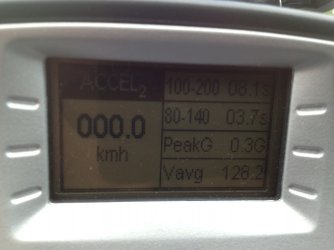 ACCEL2
000.0
kmh
100-200 08.1s
80-140 03.7s
PeakG 0.3G
Vavg 128.2